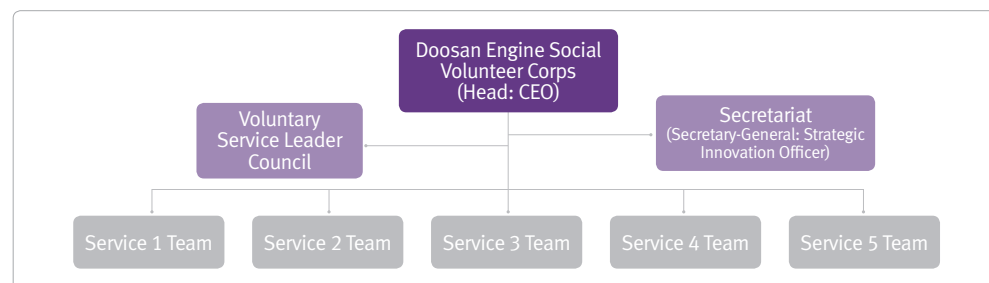 Doosan Engine Social
Volunteer Corps
(Head: CEO)
Voluntary
Service Leader
Council
Secretariat
(Secretary-General: Strategic
Innovation Officer)
Service 1 Team
Service 2 Team
Service 3 Team
Service 4 Team
Service 5 Team